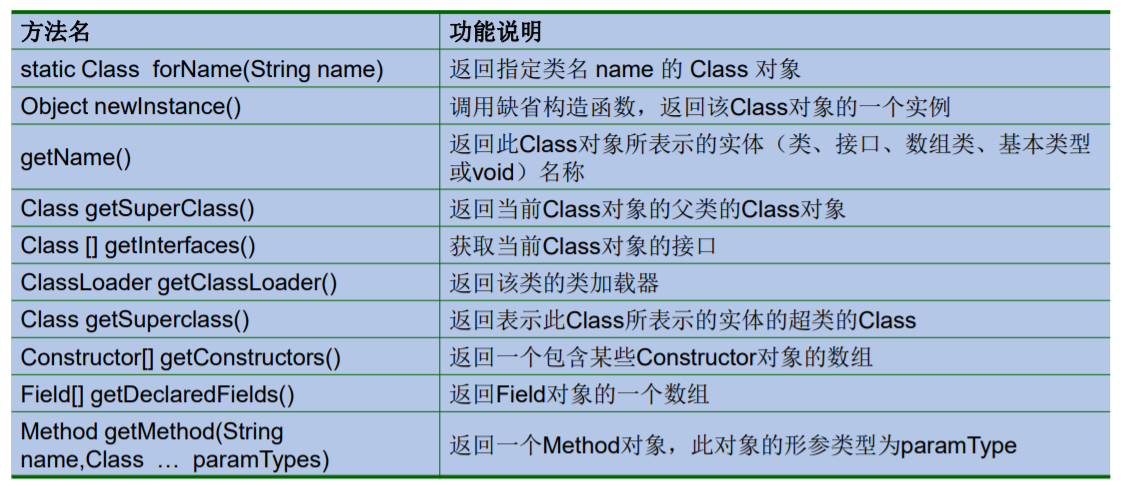 方法名 功能说明
static Class  forName(String name) 返回指定类名 name 的 Class 对象
Object newInstance() 调用缺省构造函数，返回该Class对象的一个实例
getName() 返回此Class对象所表示的实体（类、接口、数组类、基本类型
或void）名称
Class getSuperClass() 返回当前Class对象的父类的Class对象
Class [] getInterfaces() 获取当前Class对象的接口
ClassLoader getClassLoader() 返回该类的类加载器
Class getSuperclass() 返回表示此Class所表示的实体的超类的Class
Constructor[] getConstructors() 返回一个包含某些Constructor对象的数组
Field[] getDeclaredFields() 返回Field对象的一个数组
Method getMethod(String
name,Class  …  paramTypes) 返回一个Method对象，此对象的形参类型为paramType